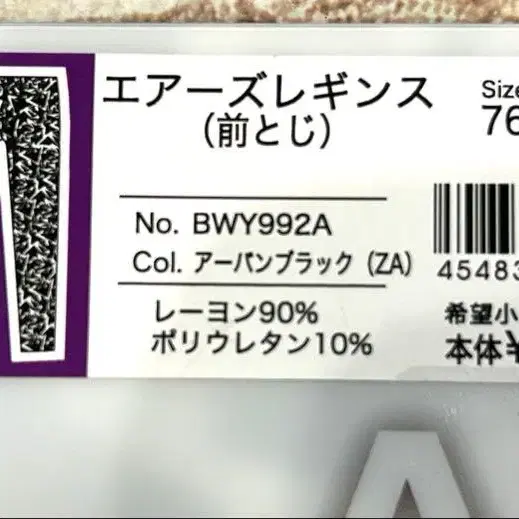 エアーズレギンス
(前とじ)
Size
76
No. BWY992A
Col. アーバンブラック (ZA)
45483
レーヨン90%
ポリウレタン10%
希望小
本体¥
A